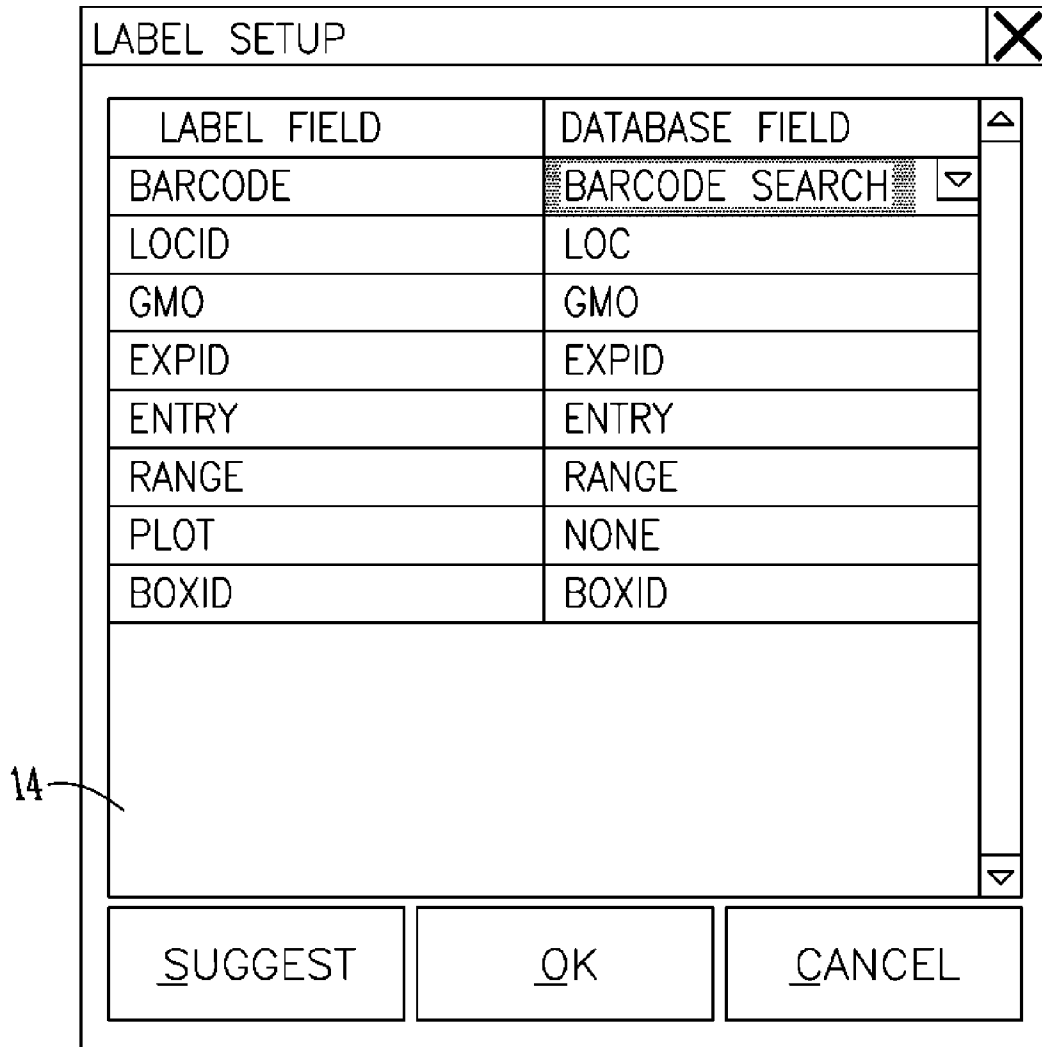 LABEL SETUP
LABEL FIELD DATABASE FIELD
BARCODE BARCODE SEARCH
LOCID LOC
GMO GMO
EXPID EXPID
ENTRY ENTRY
RANGE RANGE
PLOT NONE
BOXID BOXID
14
SUGGEST OK CANCEL